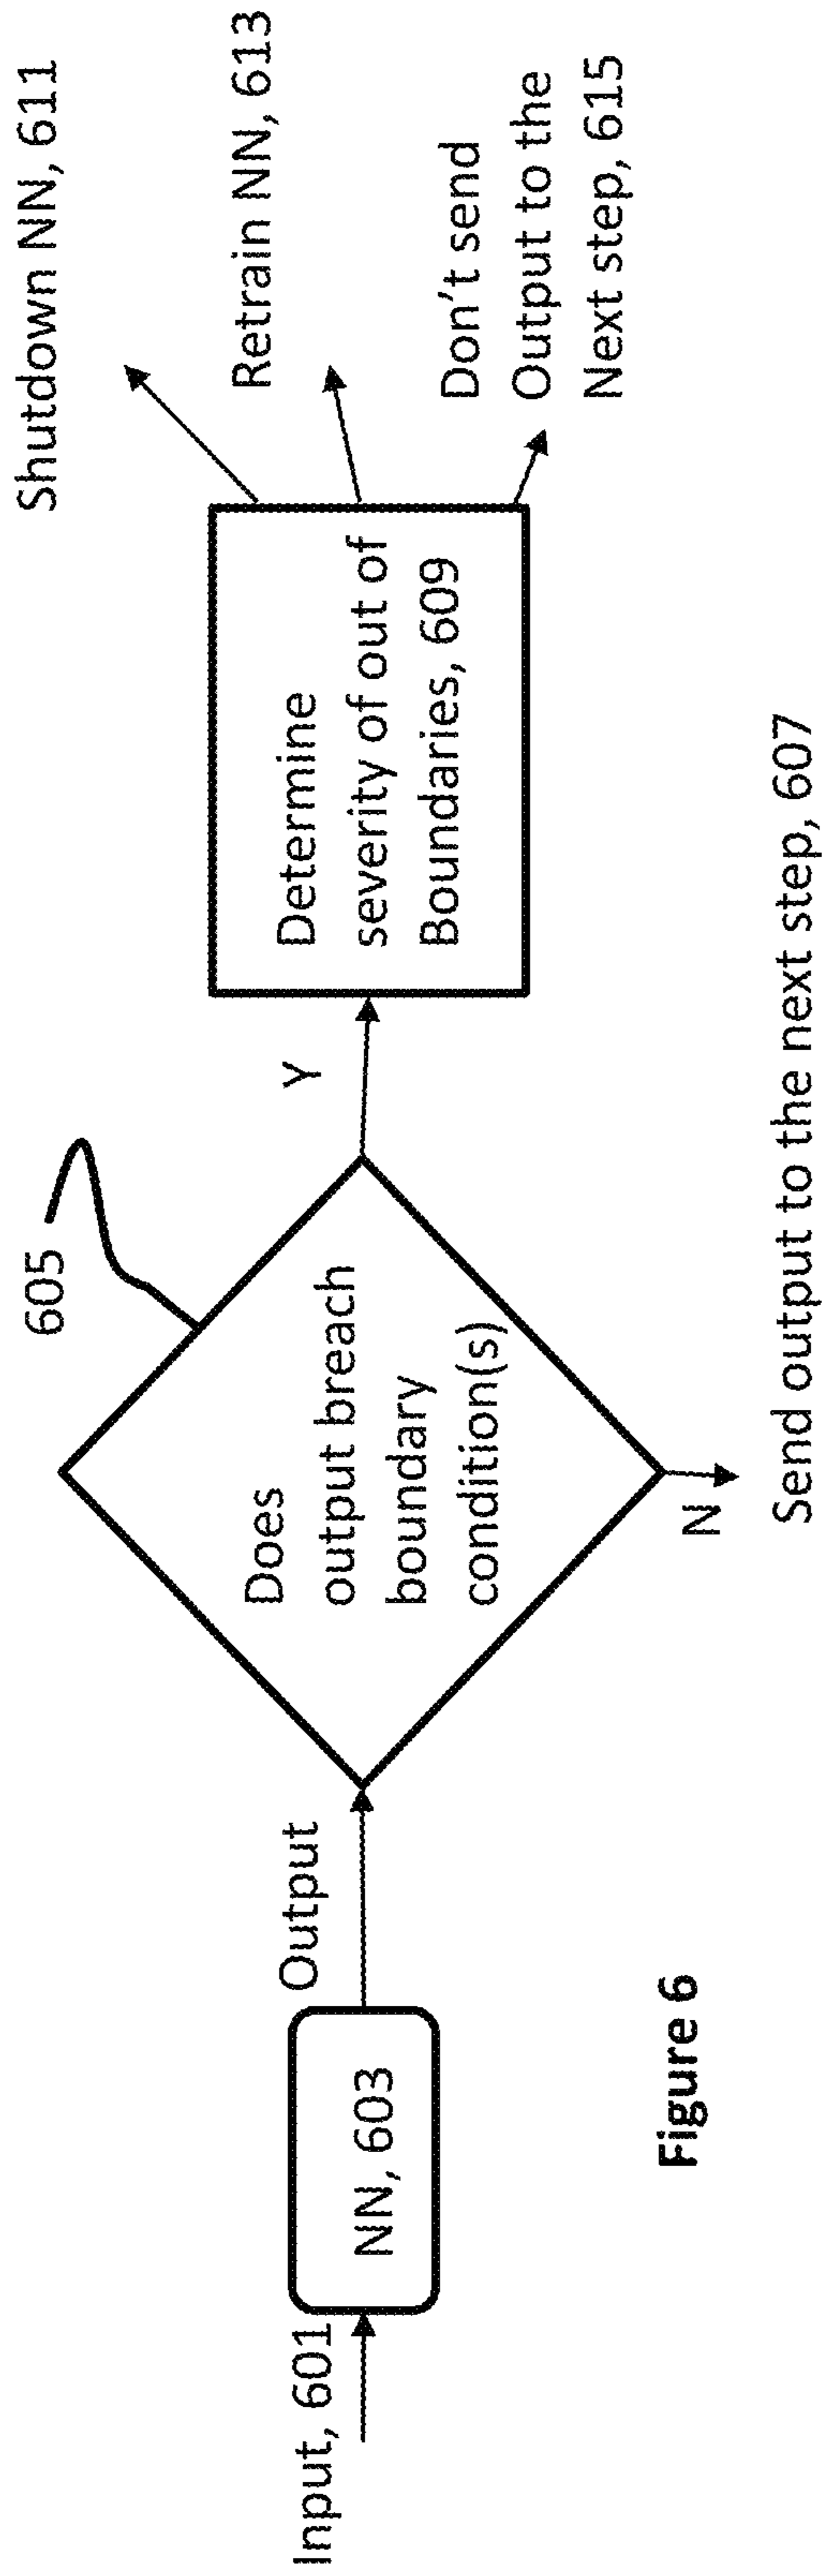 Input, 601
NN, 603
Output
605
Does
output breach
boundary
condition(s)
Y
N
Send output to the next step, 607
Determine
severity of out of
Boundaries, 609
Shutdown NN, 611
Retrain NN, 613
Don't send
Output to the
Next step, 615
Figure 6